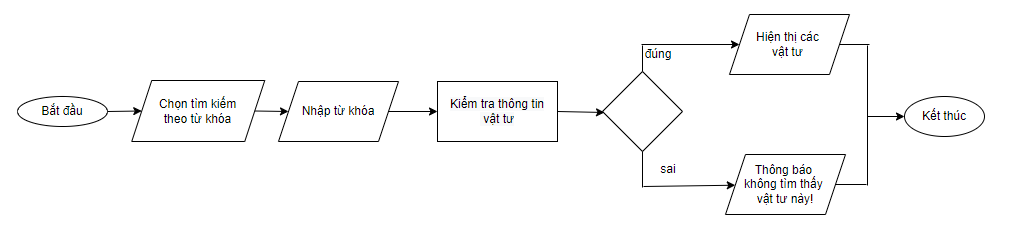 Bắt đầu
Chọn tìm kiếm
theo từ khóa
Nhập từ khóa
Kiểm tra thông tin
vật tư
đúng
Hiện thị các
vật tư
sai
Thông báo
không tìm thấy
vật tư này!
Kết thúc